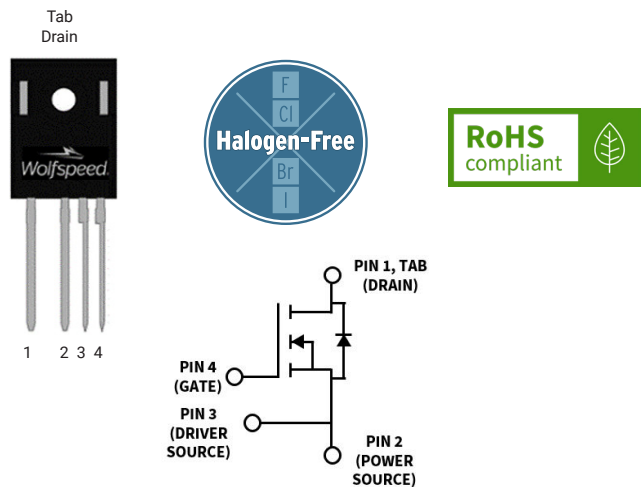 Tab
Drain
Wolfspeed.
1
2
3
4
F
Cl
Halogen-Free
Br
I
RoHS
compliant
PIN 1, TAB
(DRAIN)
PIN 4
(GATE)
PIN 3
(DRIVER
SOURCE)
PIN 2
(POWER
SOURCE)